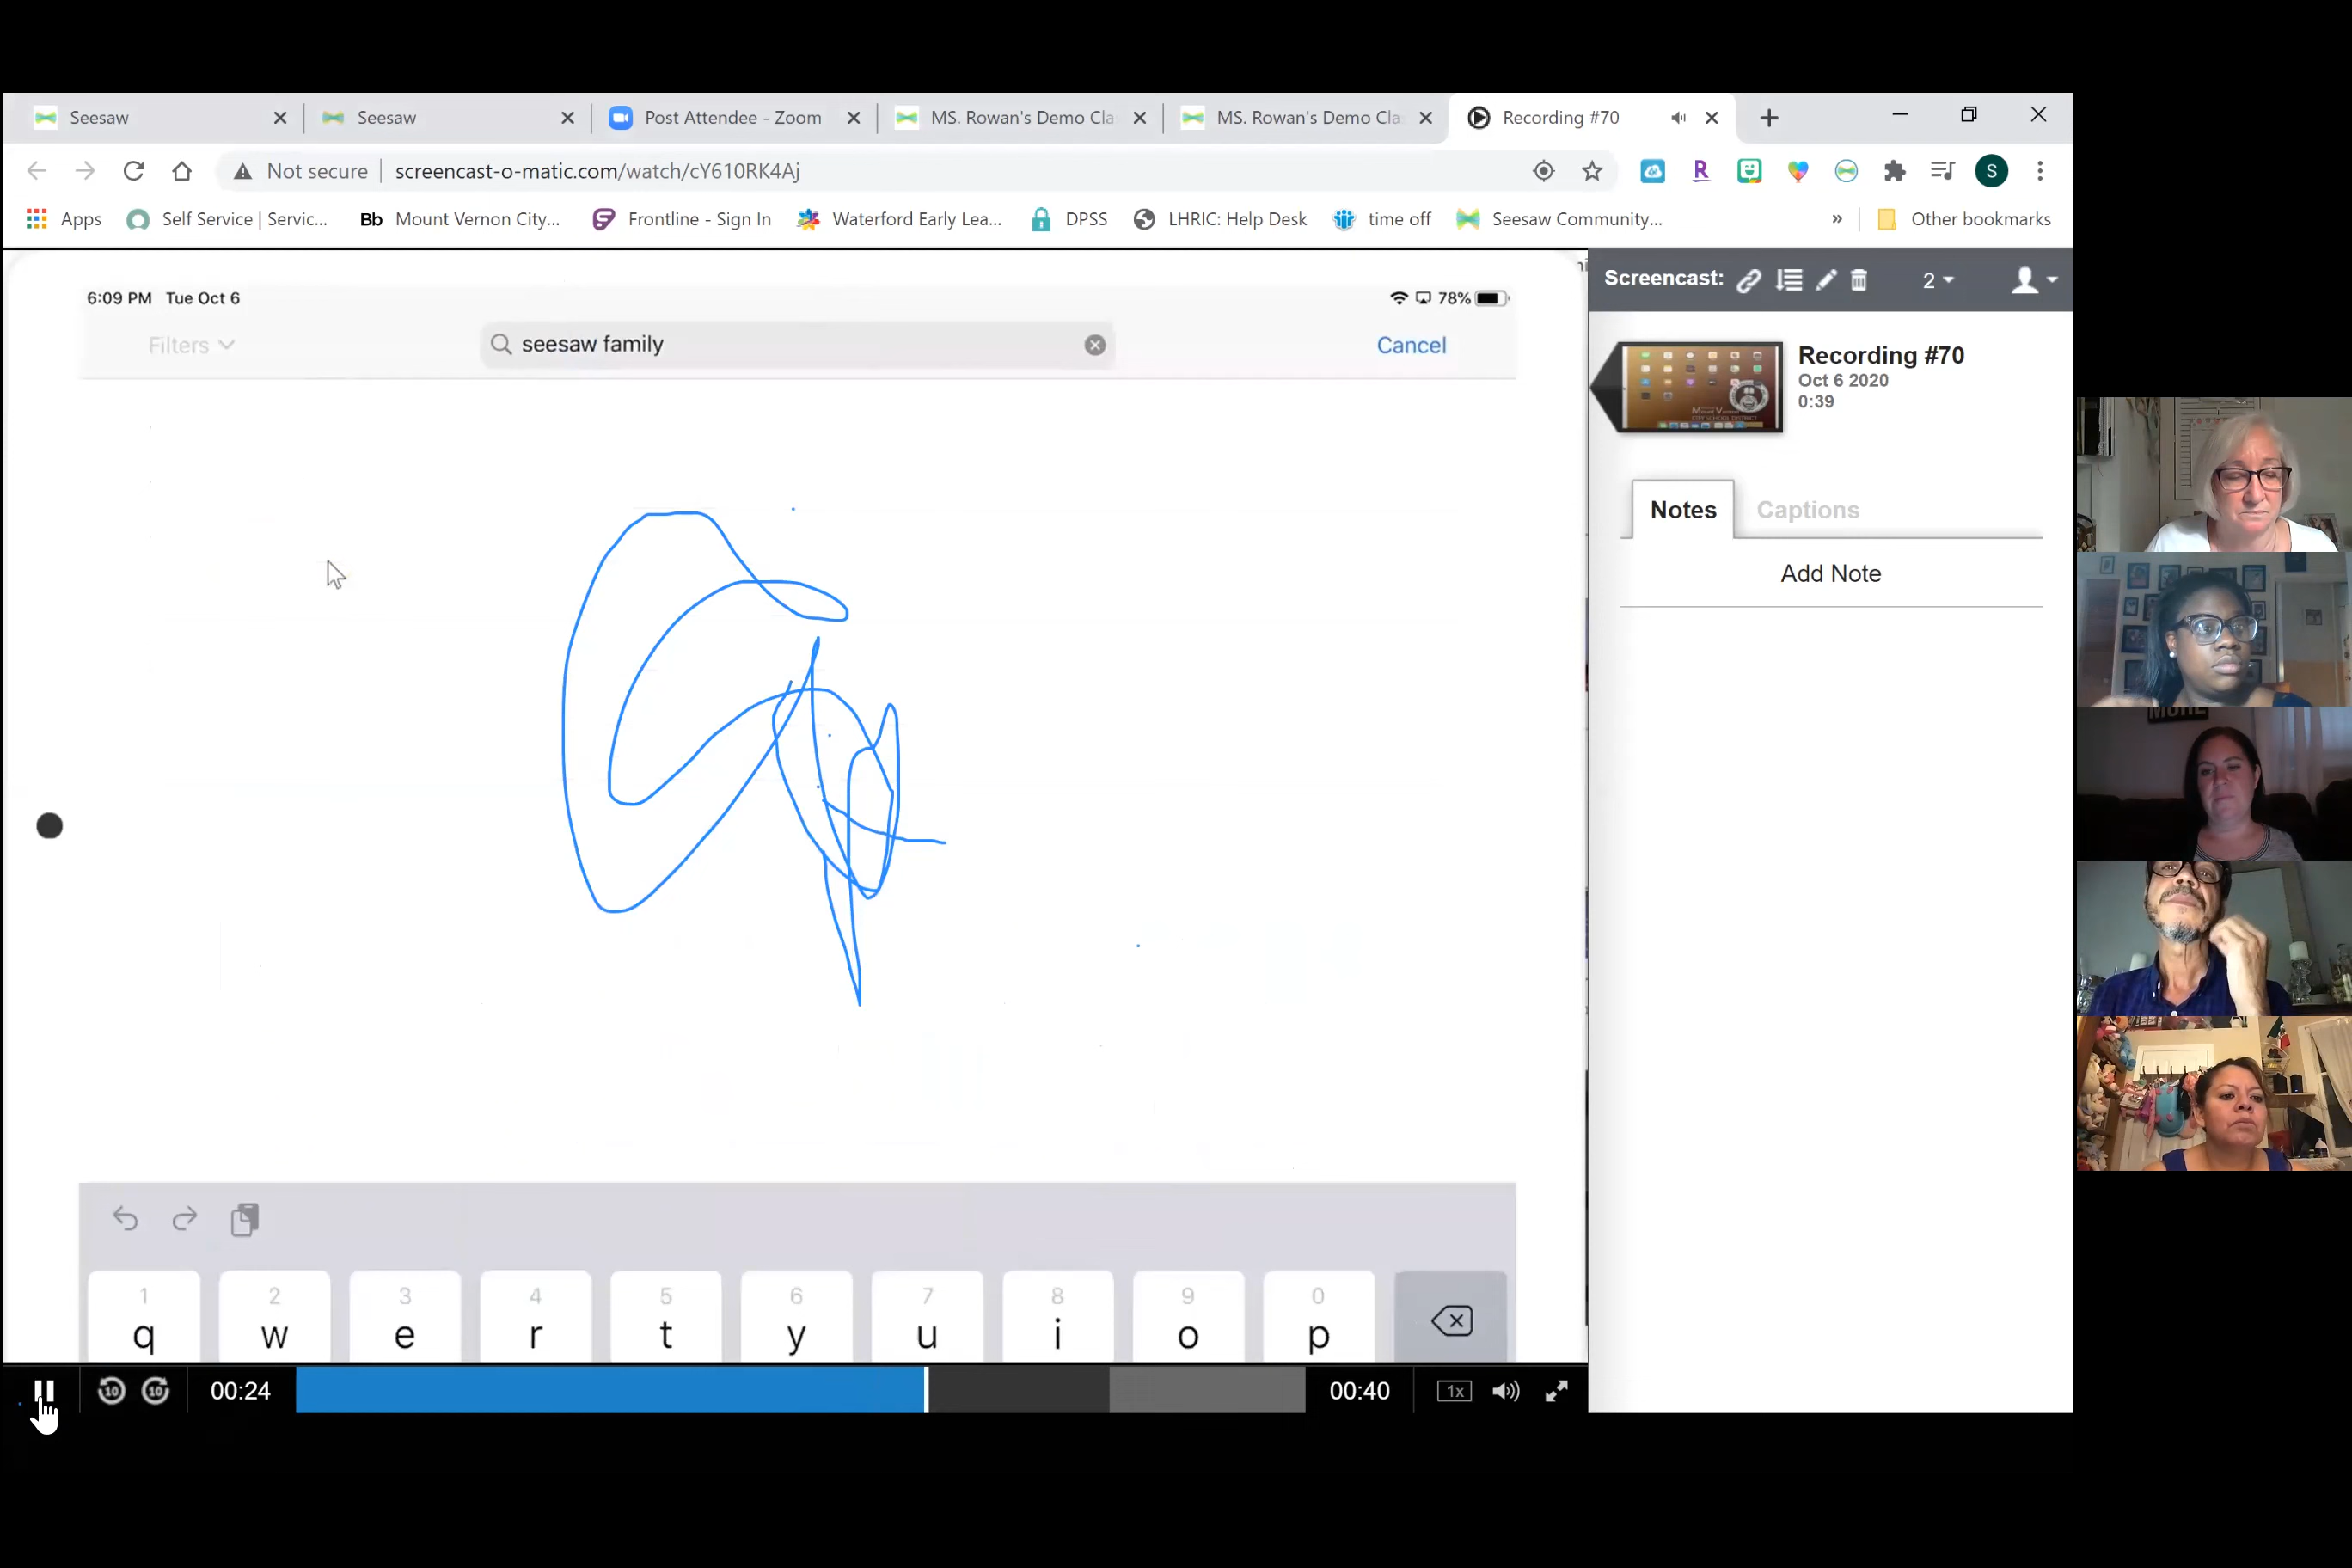 Seesaw
Seesaw
Post Attendee - Zoom
MS. Rowan's Demo Cla
MS. Rowan's Demo Cla
Recording #70
Not secure
screencast-o-matic.com/watch/cY610RK4Aj
R
S
Apps
Self Service | Servic...
Bb Mount Vernon City...
Frontline - Sign In
Waterford Early Lea...
DPSS
LHRIC: Help Desk
time off
Seesaw Community...
»
Other bookmarks
6:09 PM Tue Oct 6
78%
Filters
seesaw family
Cancel
Screencast:
2
Recording #70
Oct 6 2020
0:39
Notes
Captions
Add Note
1 2 3 4 5 6 7 8 9 0
q w e r t y u i o p
10
10
00:24
00:40
1x